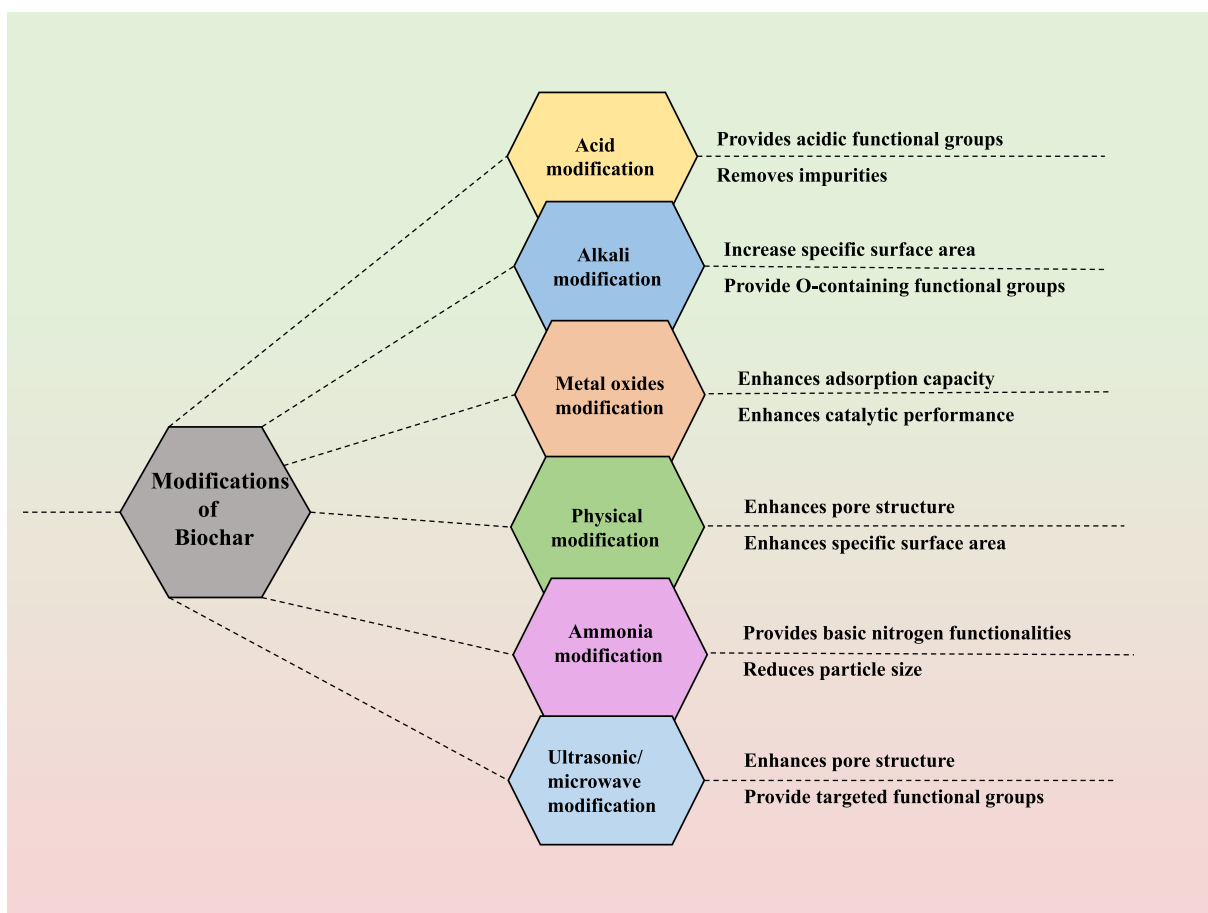 Modifications
of
Biochar
Acid
modification
Provides acidic functional groups
Removes impurities
Alkali
modification
Increase specific surface area
Provide O-containing functional groups
Metal oxides
modification
Enhances adsorption capacity
Enhances catalytic performance
Physical
modification
Enhances pore structure
Enhances specific surface area
Ammonia
modification
Provides basic nitrogen functionalities
Reduces particle size
Ultrasonic/
microwave
modification
Enhances pore structure
Provide targeted functional groups